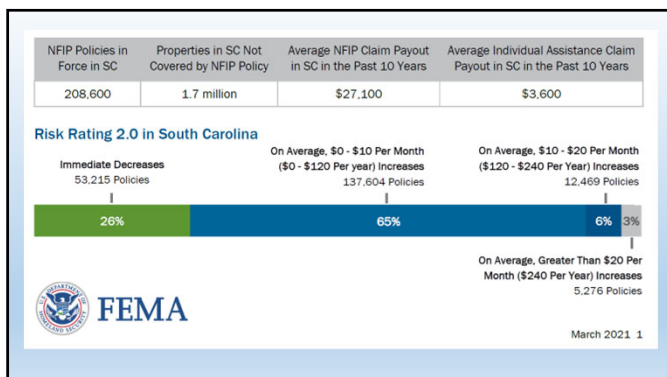 NFIP Policies in
Force in SC
Properties in SC Not
Covered by NFIP Policy
Average NFIP Claim Payout
in SC in the Past 10 Years
Average Individual Assistance Claim
Payout in SC in the Past 10 Years
208,600
1.7 million
$27,100
$3,600
Risk Rating 2.0 in South Carolina
Immediate Decreases
53,215 Policies
On Average, $0 - $10 Per Month
($0 - $120 Per year) Increases
137,604 Policies
On Average, $10 - $20 Per Month
($120 - $240 Per Year) Increases
12,469 Policies
26%
65%
6%
3%
On Average, Greater Than $20 Per
Month ($240 Per Year) Increases
5,276 Policies
U.S. DEPARTMENT OF
HOMELAND SECURITY
FEMA
March 2021 1